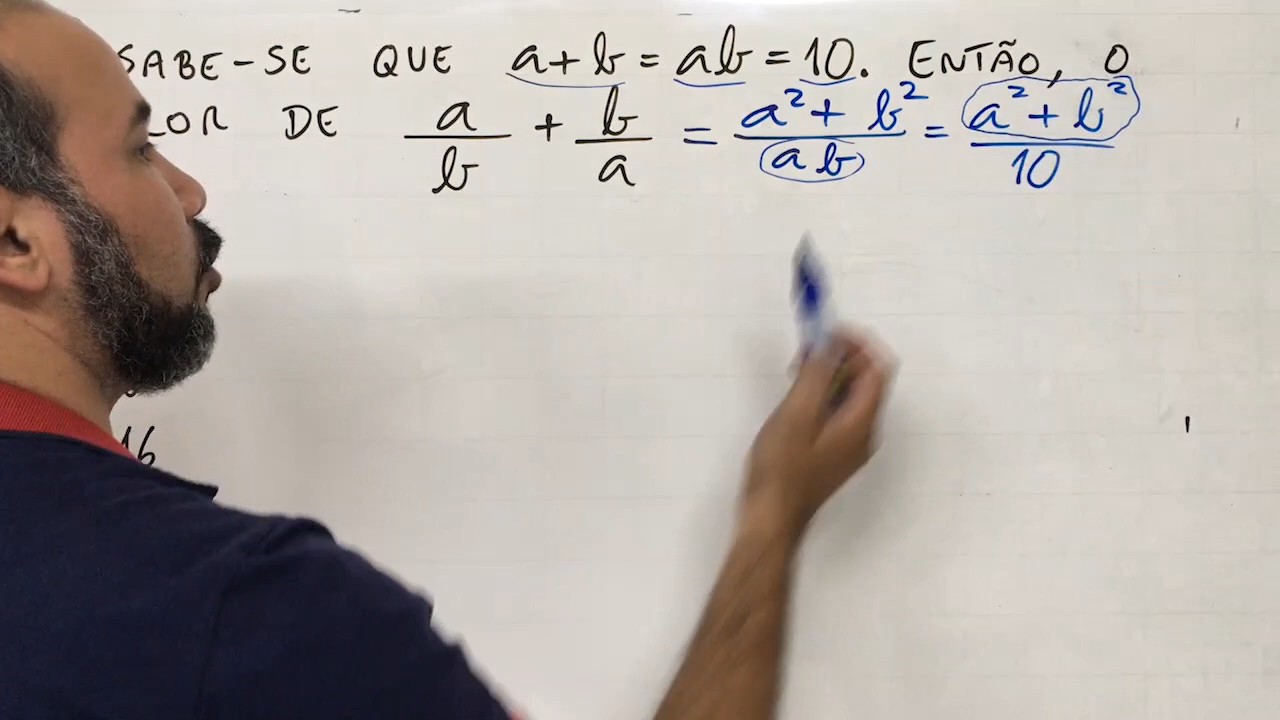 SABE-SE QUE a+b = ab = 10. ENTÃO, O
LOR DE a/b + b/a = a² + b²/ab = a² + b²/10
16